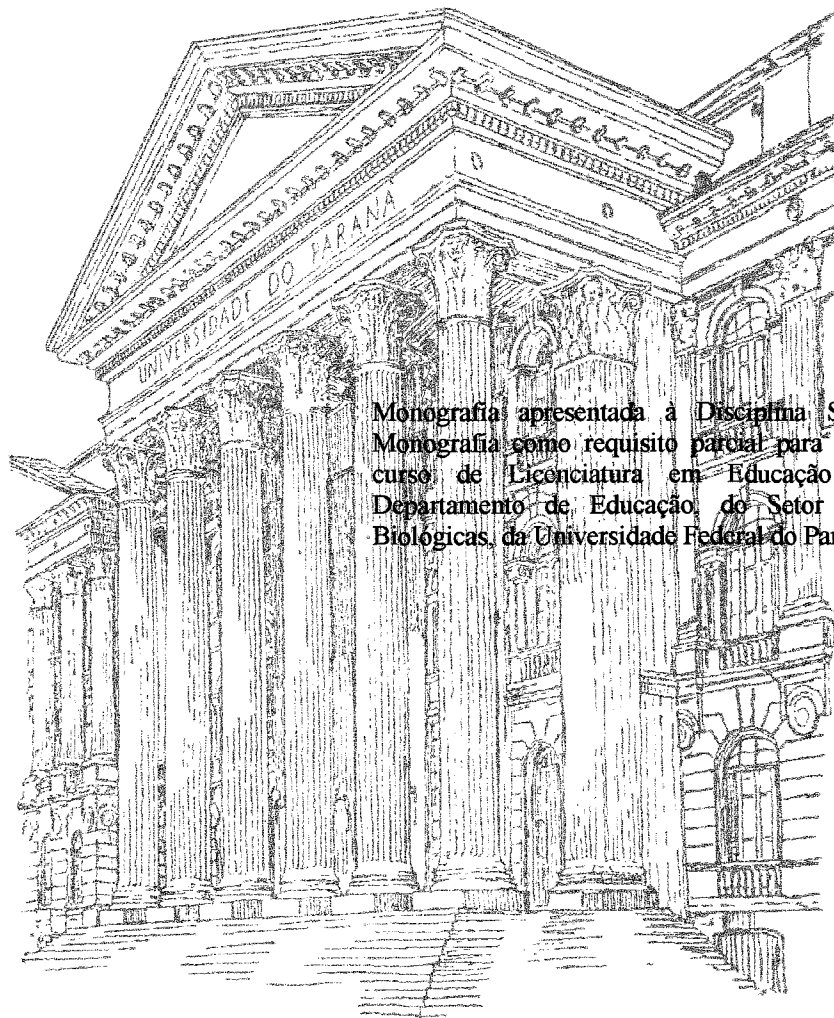 UNIVERSIDADE DO PARANÁ
Monografia apresentada à Disciplina S
Monografia como requisito parcial para
curso de Licenciatura em Educação
Departamento de Educação, do Setor
Biológicas, da Universidade Federal do Par